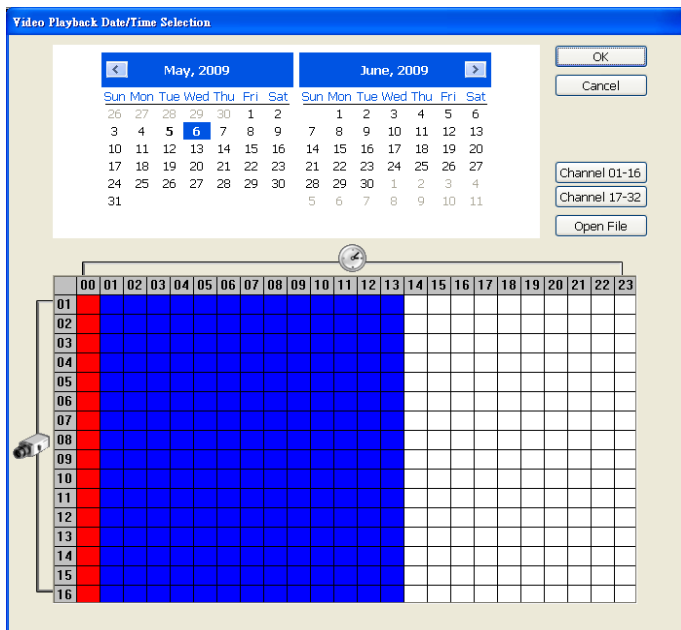 Video Playback Date/Time Selection
May, 2009 June, 2009
Sun Mon Tue Wed Thu Fri Sat Sun Mon Tue Wed Thu Fri Sat
26 27 28 29 30 1 2 1 2 3 4 5 6
3 4 5 6 7 8 9 7 8 9 10 11 12 13
10 11 12 13 14 15 16 14 15 16 17 18 19 20
17 18 19 20 21 22 23 21 22 23 24 25 26 27
24 25 26 27 28 29 30 28 29 30 1 2 3 4
31 5 6 7 8 9 10 11
OK
Cancel
Channel 01-16
Channel 17-32
Open File
00 01 02 03 04 05 06 07 08 09 10 11 12 13 14 15 16 17 18 19 20 21 22 23
01
02
03
04
05
06
07
08
09
10
11
12
13
14
15
16